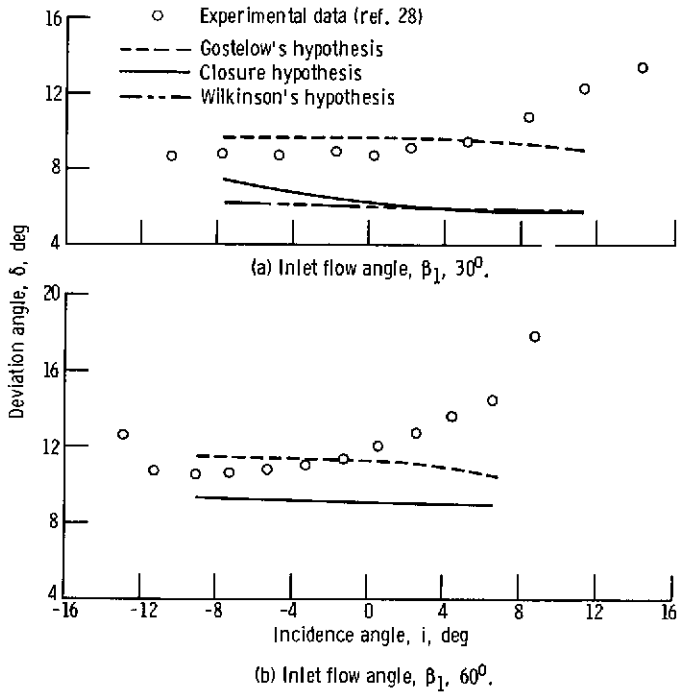 16
Experimental data (ref. 28)
Gostelow's hypothesis
Closure hypothesis
Wilkinson's hypothesis
12
8
4
(a) Inlet flow angle, β₁, 30⁰.
Deviation angle, δ, deg
20
16
12
8
4
-16 -12 -8 -4 0 4 8 12 16
Incidence angle, i, deg
(b) Inlet flow angle, β₁, 60⁰.